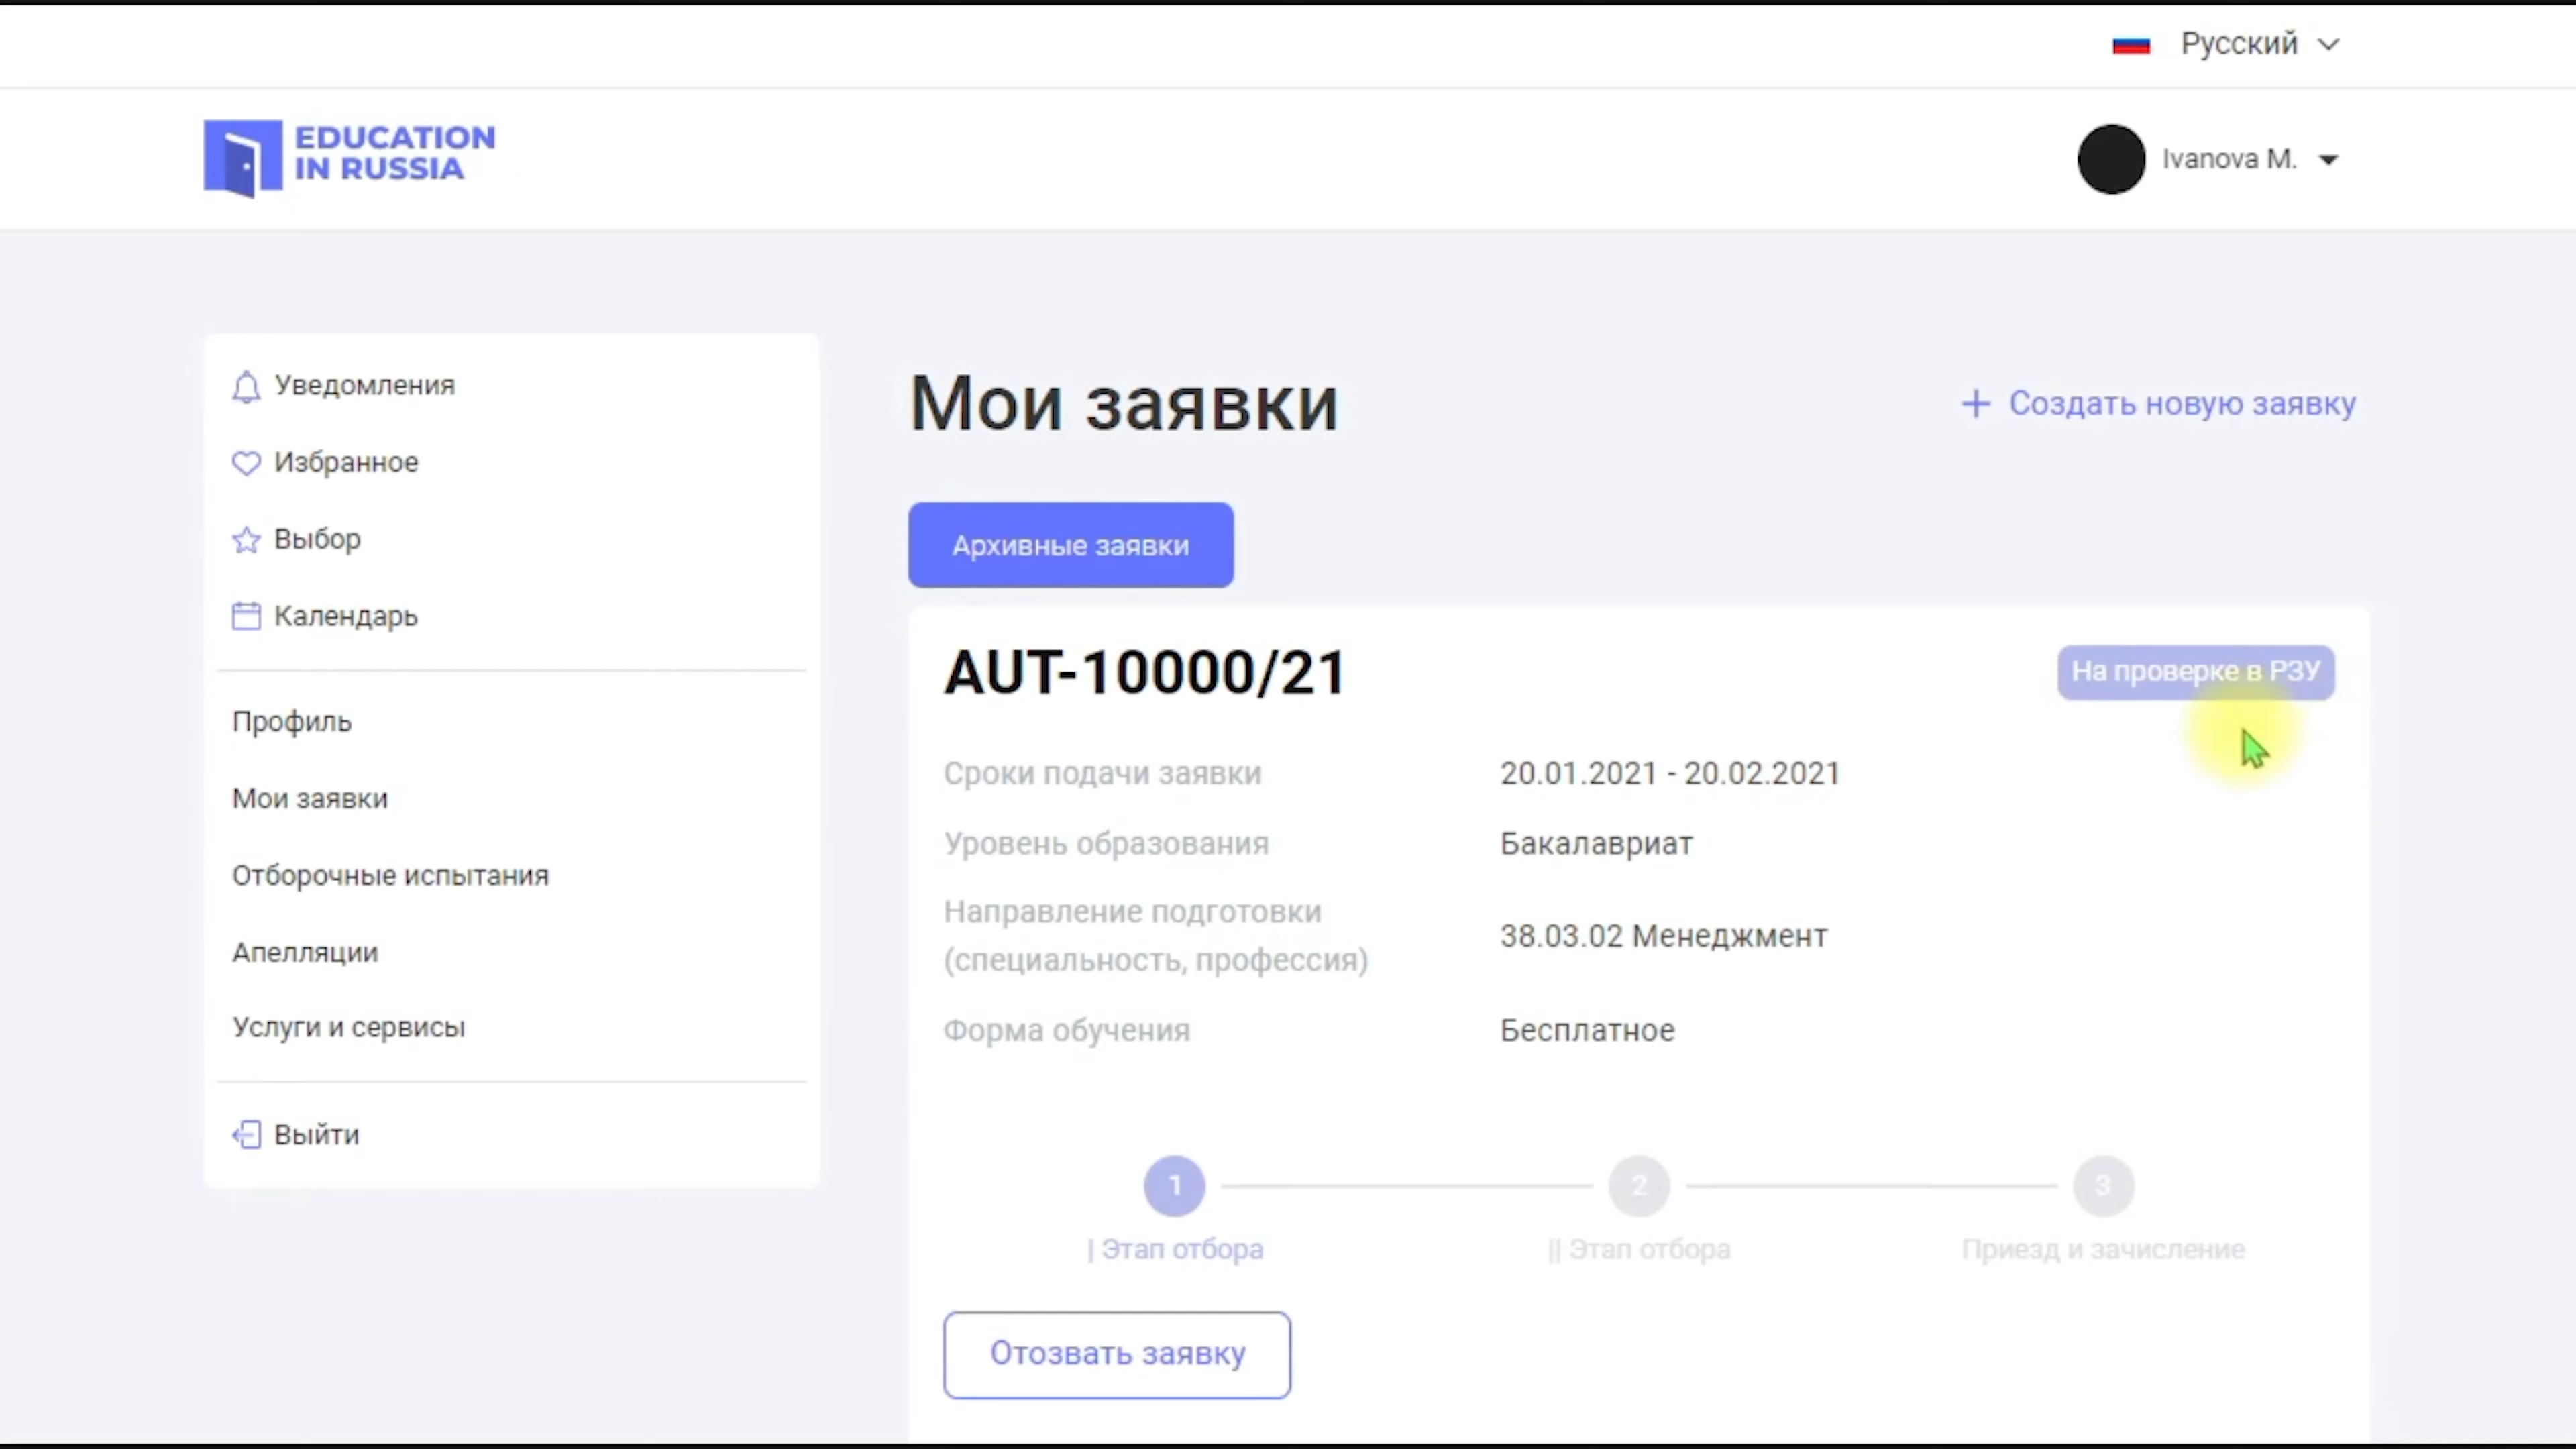 Русский
EDUCATION
IN RUSSIA
Ivanova M.
Уведомления
Избранное
Выбор
Календарь
Профиль
Мои заявки
Отборочные испытания
Апелляции
Услуги и сервисы
Выйти
Мои заявки
+ Создать новую заявку
Архивные заявки
AUT-10000/21
На проверке в РЗУ
Сроки подачи заявки 20.01.2021 - 20.02.2021
Уровень образования Бакалавриат
Направление подготовки
(специальность, профессия)
38.03.02 Менеджмент
Форма обучения Бесплатное
1 2 3
| Этап отбора || Этап отбора Приезд и зачисление
Отозвать заявку